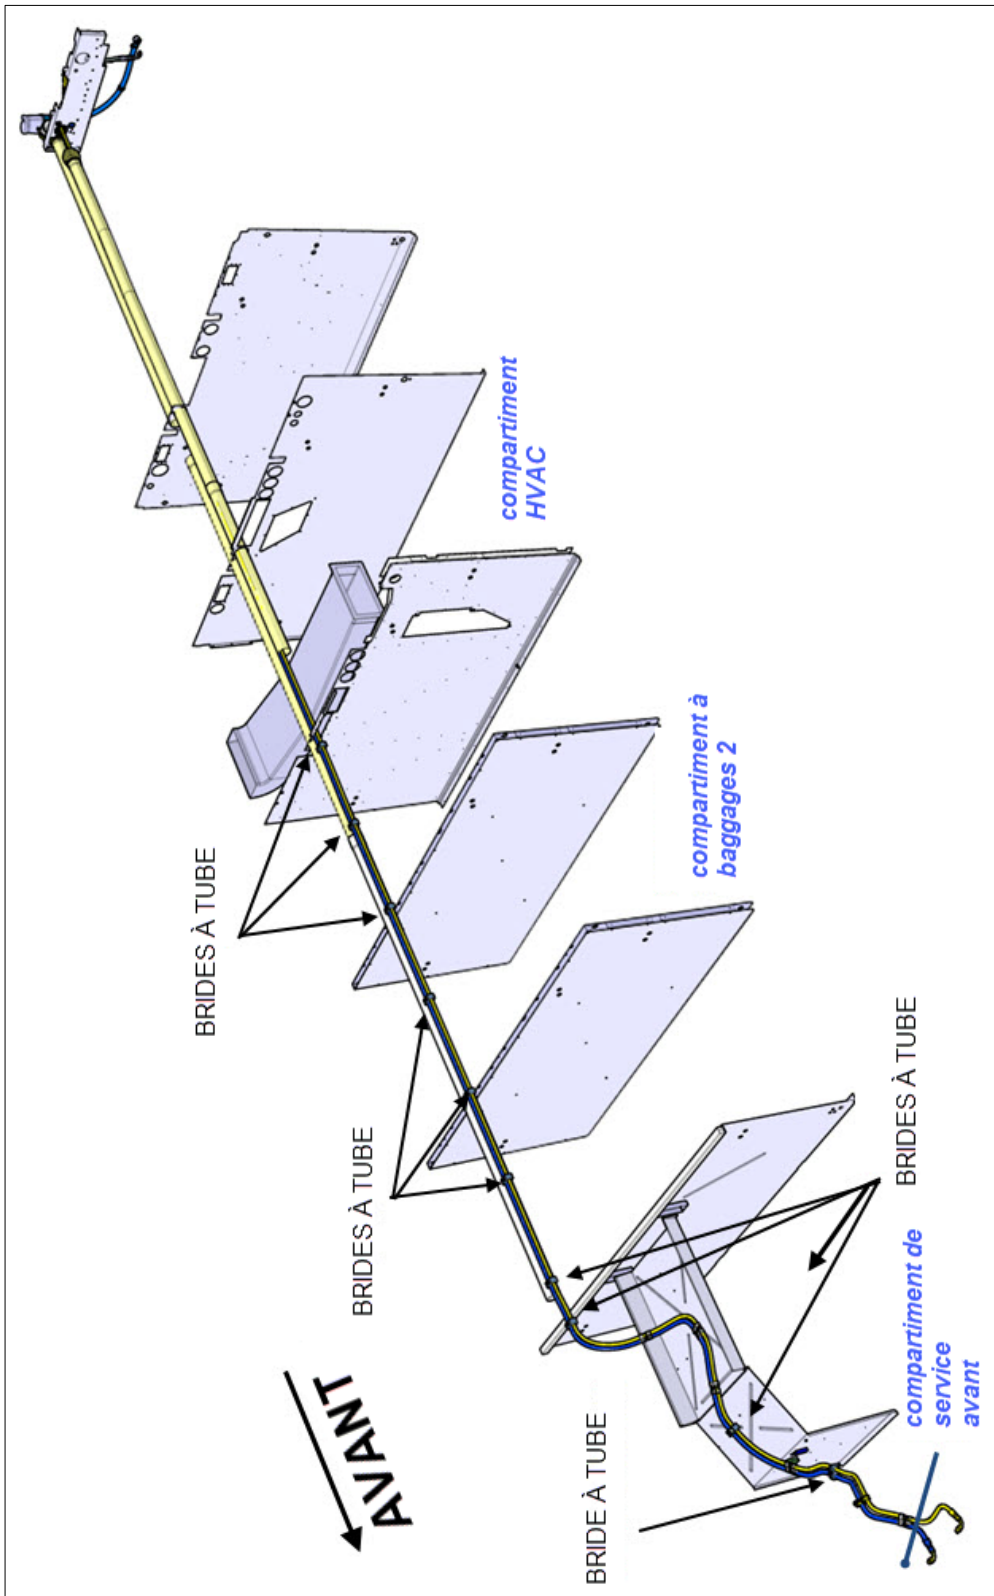 compartiment
HVAC
compartiment à
baggages 2
BRIDES À TUBE
BRIDES À TUBE
BRIDES À TUBE
AVANT
compartiment de
service
avant
BRIDE À TUBE